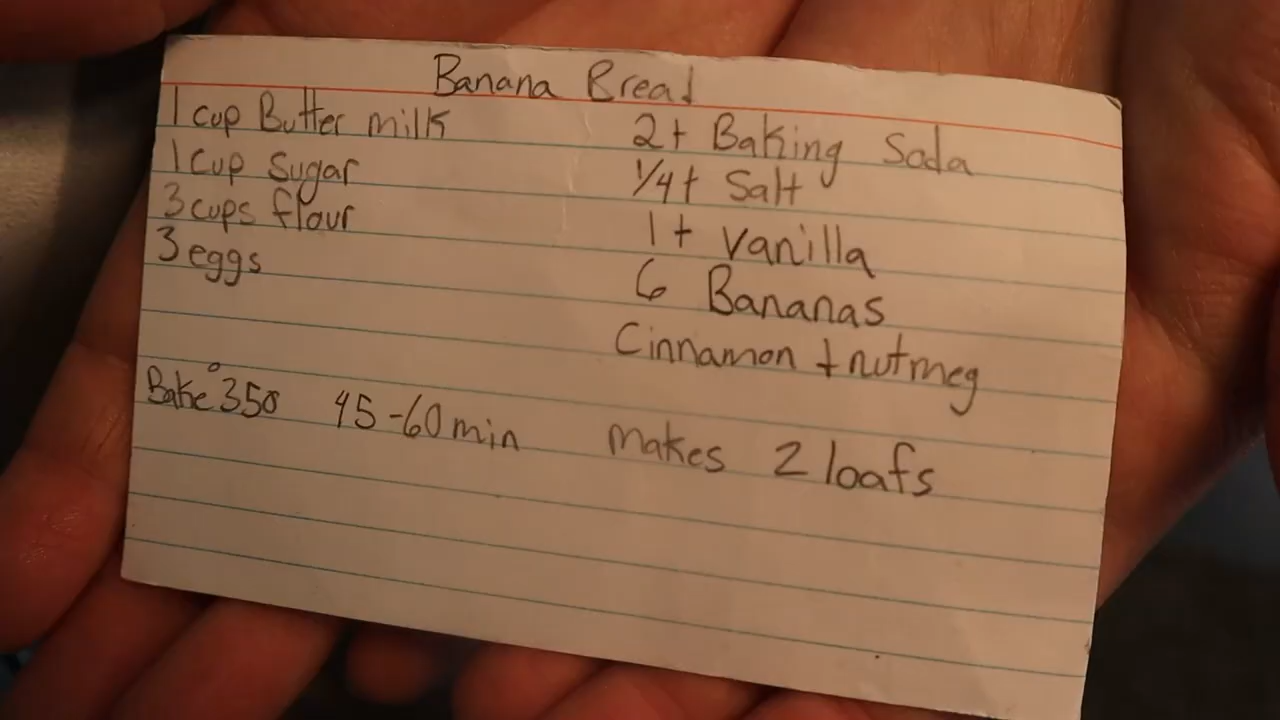 Banana Bread
1 cup Butter milk
1 cup Sugar
3 cups flour
3 eggs
2t Baking Soda
1/4t Salt
1t vanilla
6 Bananas
Cinnamon + nutmeg
Bake °350 45-60 min
makes 2 loafs